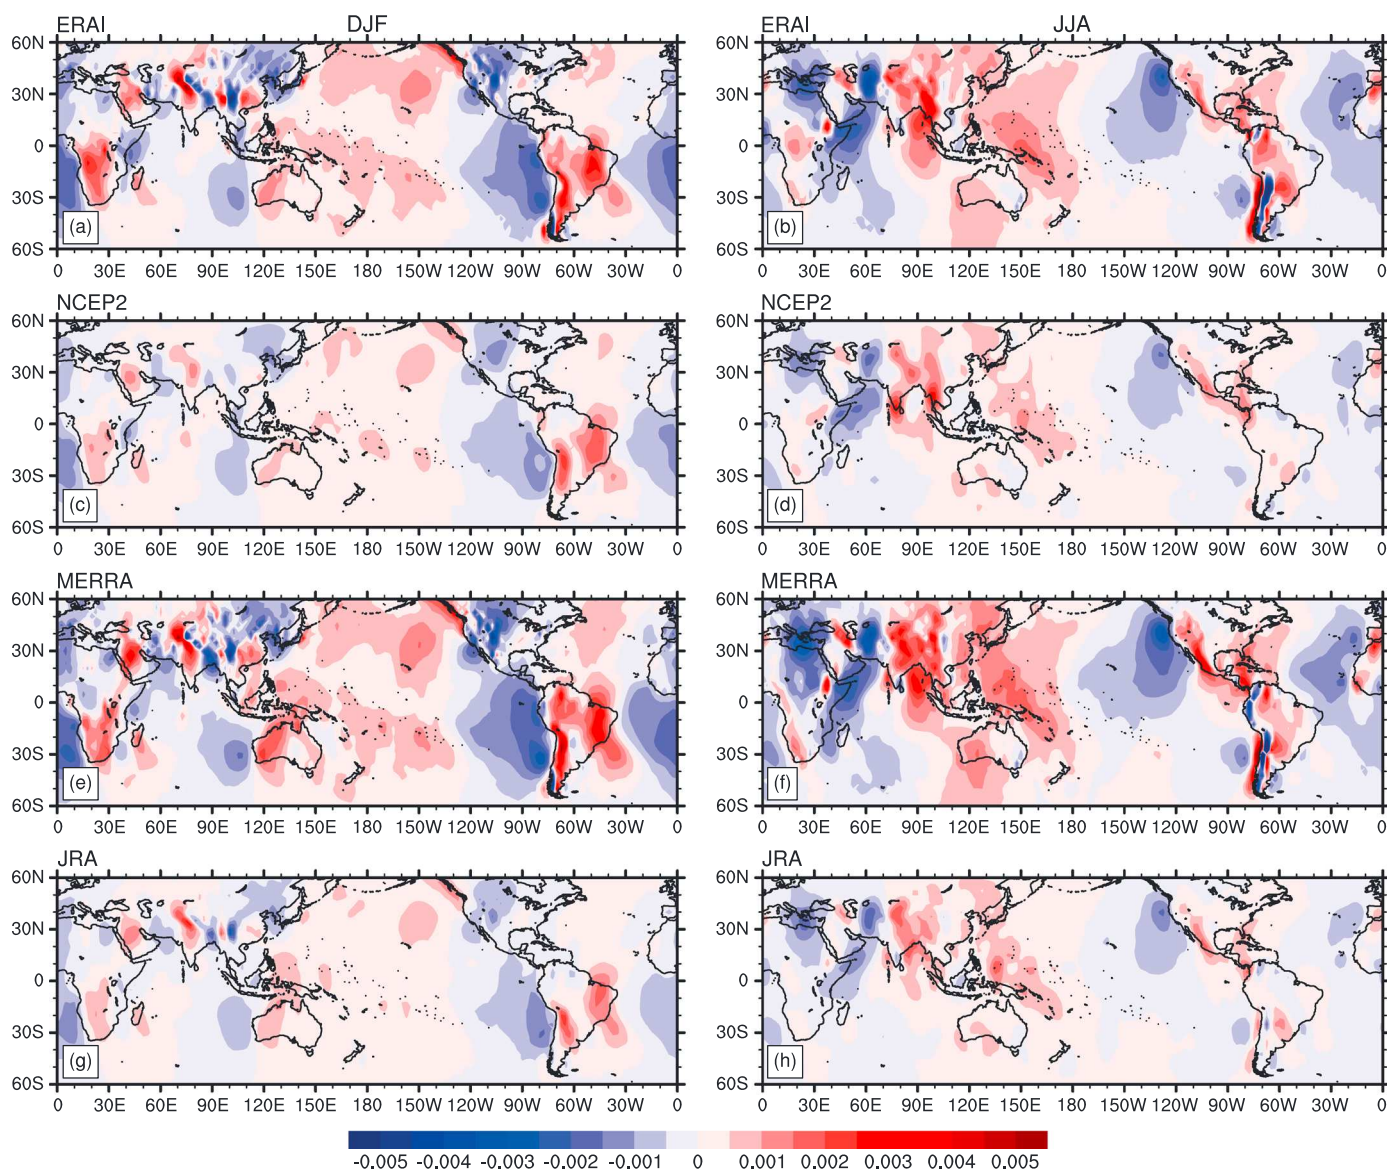 ERAI DJF ERAI JJA
60N 60N
30N 30N
0 0
30S 30S
(a) (b)
60S 60S
0 30E 60E 90E 120E 150E 180 150W 120W 90W 60W 30W 0 0 30E 60E 90E 120E 150E 180 150W 120W 90W 60W 30W 0
NCEP2 NCEP2
60N 60N
30N 30N
0 0
30S 30S
(c) (d)
60S 60S
0 30E 60E 90E 120E 150E 180 150W 120W 90W 60W 30W 0 0 30E 60E 90E 120E 150E 180 150W 120W 90W 60W 30W 0
MERRA MERRA
60N 60N
30N 30N
0 0
30S 30S
(e) (f)
60S 60S
0 30E 60E 90E 120E 150E 180 150W 120W 90W 60W 30W 0 0 30E 60E 90E 120E 150E 180 150W 120W 90W 60W 30W 0
JRA JRA
60N 60N
30N 30N
0 0
30S 30S
(g) (h)
60S 60S
0 30E 60E 90E 120E 150E 180 150W 120W 90W 60W 30W 0 0 30E 60E 90E 120E 150E 180 150W 120W 90W 60W 30W 0
-0.005 -0.004 -0.003 -0.002 -0.001 0 0.001 0.002 0.003 0.004 0.005